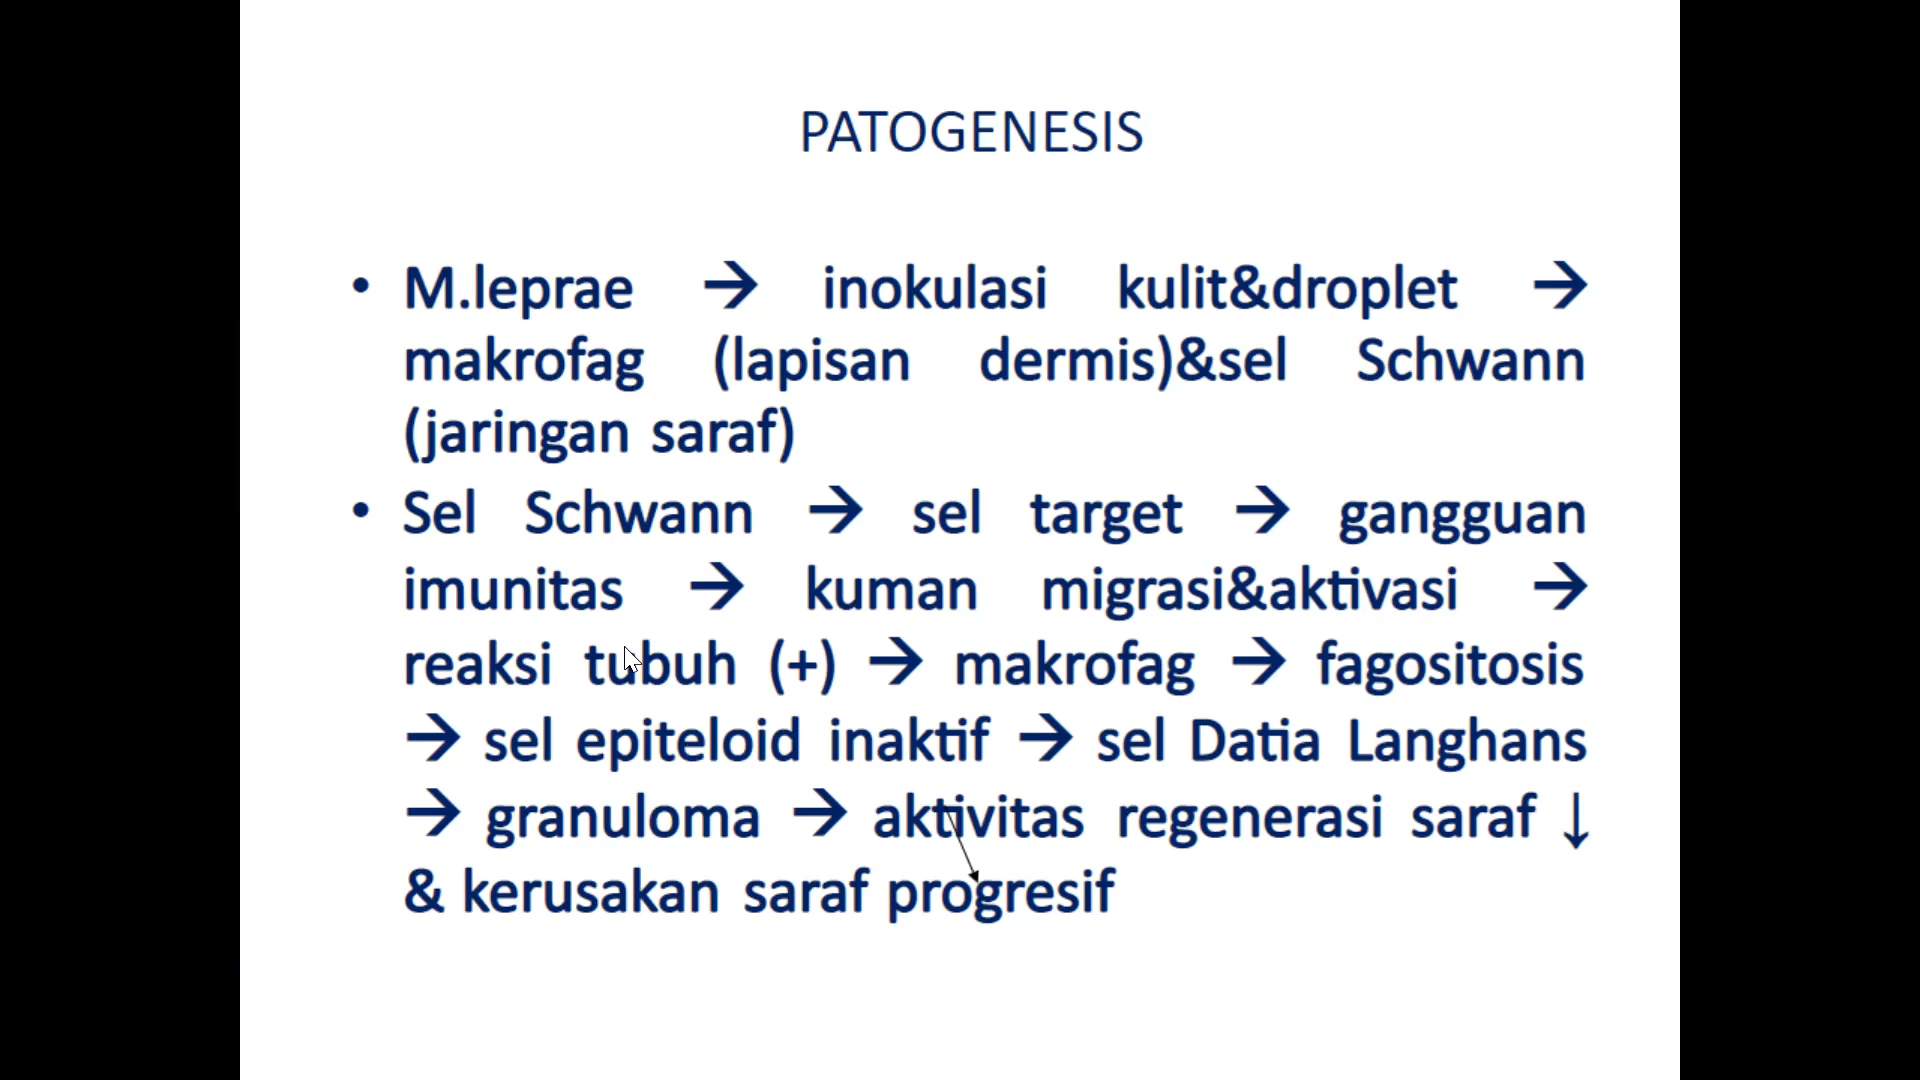 PATOGENESIS
• M.leprae → inokulasi kulit&droplet →
makrofag (lapisan dermis)&sel Schwann
(jaringan saraf)
• Sel Schwann → sel target → gangguan
imunitas → kuman migrasi&aktivasi →
reaksi tubuh (+) → makrofag → fagositosis
→ sel epiteloid inaktif → sel Datia Langhans
→ granuloma → aktivitas regenerasi saraf ↓
& kerusakan saraf progresif